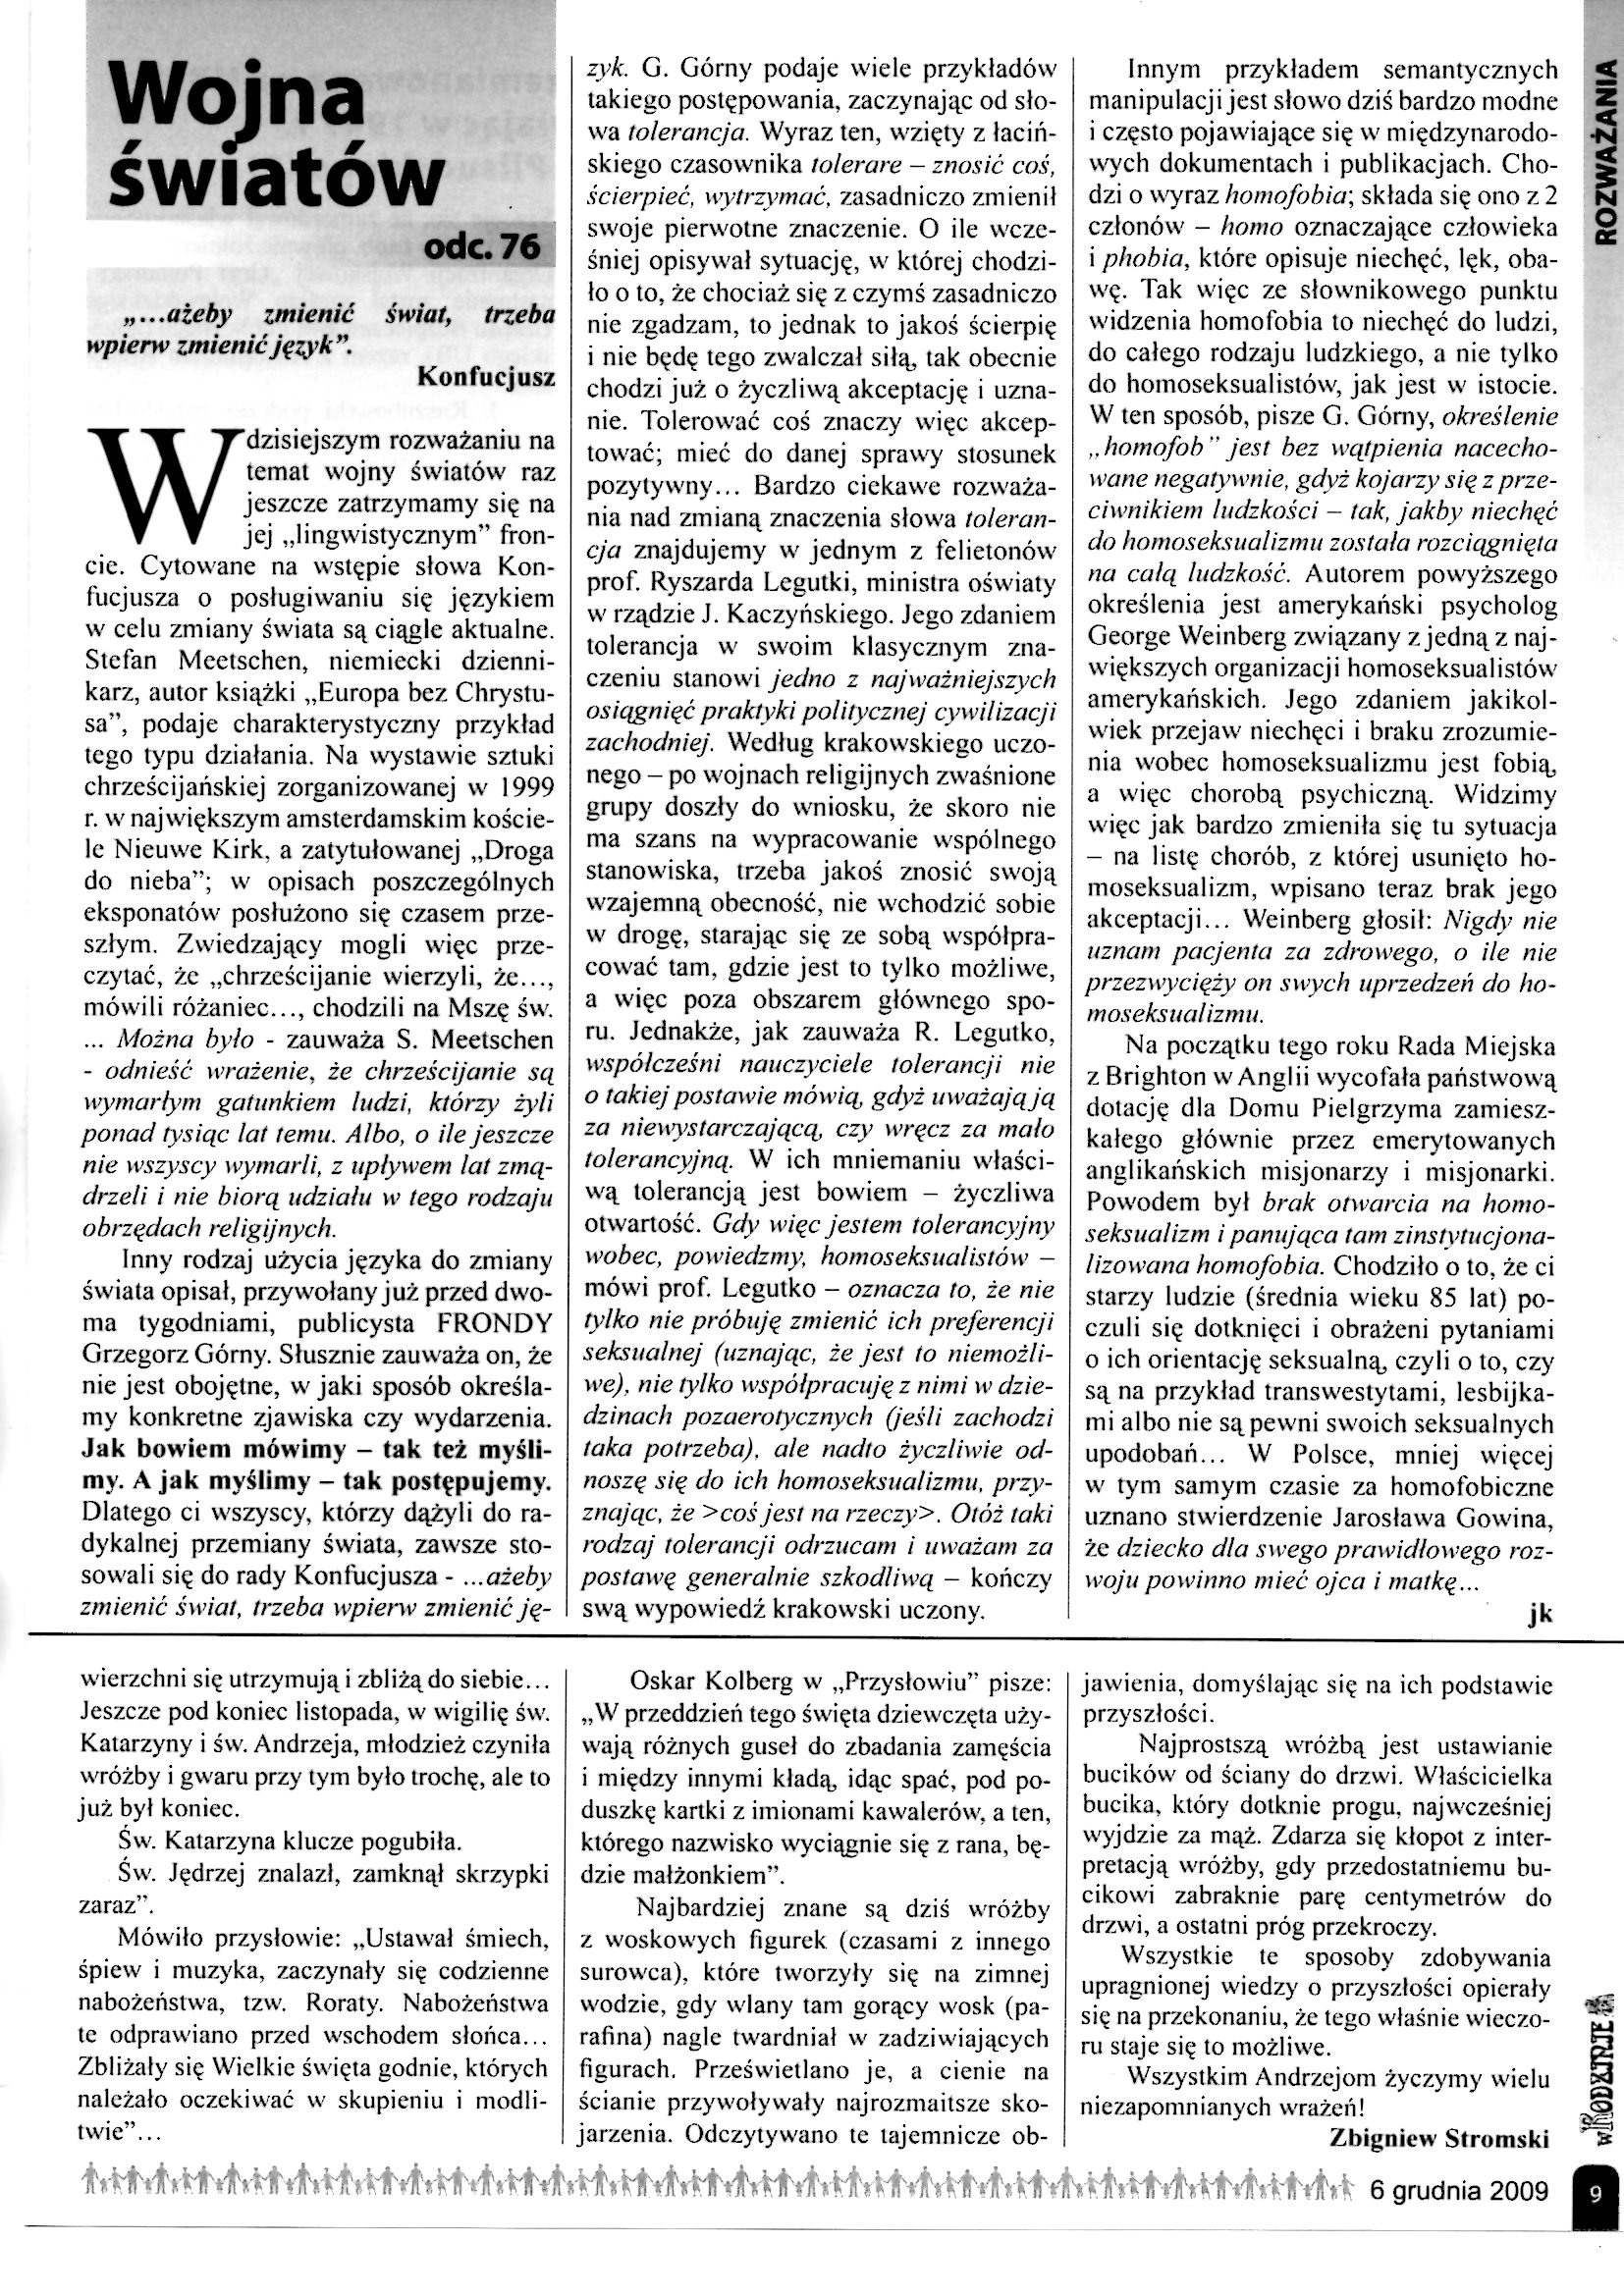 Wojna
światów
odc. 76
„...ażeby zmienić świat, trzeba
wpierw zmienić język”.
Konfucjusz
W dzisiejszym rozważaniu na
temat wojny światów raz
jeszcze zatrzymamy się na
jej „lingwistycznym” fron-
cie. Cytowane na wstępie słowa Kon-
fucjusza o posługiwaniu się językiem
w celu zmiany świata są ciągle aktualne.
Stefan Meetschen, niemiecki dzienni-
karz, autor książki „Europa bez Chrystu-
sa”, podaje charakterystyczny przykład
tego typu działania. Na wystawie sztuki
chrześcijańskiej zorganizowanej w 1999
r. w największym amsterdamskim koście-
le Nieuwe Kirk, a zatytułowanej „Droga
do nieba”; w opisach poszczególnych
eksponatów posłużono się czasem prze-
szłym. Zwiedzający mogli więc prze-
czytać, że „chrześcijanie wierzyli, że...,
mówili różaniec..., chodzili na Mszę św.
... Można było - zauważa S. Meetschen
- odnieść wrażenie, że chrześcijanie są
wymarłym gatunkiem ludzi, którzy żyli
ponad tysiąc lat temu. Albo, o ile jeszcze
nie wszyscy wymarli, z upływem lat zmą-
drzeli i nie biorą udziału w tego rodzaju
obrzędach religijnych.
Inny rodzaj użycia języka do zmiany
świata opisał, przywołany już przed dwo-
ma tygodniami, publicysta FRONDY
Grzegorz Górny. Słusznie zauważa on, że
nie jest obojętne, w jaki sposób określa-
my konkretne zjawiska czy wydarzenia.
Jak bowiem mówimy – tak też myśli-
my. A jak myślimy – tak postępujemy.
Dlatego ci wszyscy, którzy dążyli do ra-
dykalnej przemiany świata, zawsze sto-
sowali się do rady Konfucjusza - ...ażeby
zmienić świat, trzeba wpierw zmienić ję-
zyk. G. Górny podaje wiele przykładów
takiego postępowania, zaczynając od sło-
wa tolerancja. Wyraz ten, wzięty z łaciń-
skiego czasownika tolerare – znosić coś,
ścierpieć, wytrzymać, zasadniczo zmienił
swoje pierwotne znaczenie. O ile wcze-
śniej opisywał sytuację, w której chodzi-
ło o to, że chociaż się z czymś zasadniczo
nie zgadzam, to jednak to jakoś ścierpię
i nie będę tego zwalczał siłą, tak obecnie
chodzi już o życzliwą akceptację i uzna-
nie. Tolerować coś znaczy więc akcep-
tować; mieć do danej sprawy stosunek
pozytywny... Bardzo ciekawe rozważa-
nia nad zmianą znaczenia słowa toleran-
cja znajdujemy w jednym z felietonów
prof. Ryszarda Legutki, ministra oświaty
w rządzie J. Kaczyńskiego. Jego zdaniem
tolerancja w swoim klasycznym zna-
czeniu stanowi jedno z najważniejszych
osiągnięć praktyki politycznej cywilizacji
zachodniej. Według krakowskiego uczo-
nego – po wojnach religijnych zwaśnione
grupy doszły do wniosku, że skoro nie
ma szans na wypracowanie wspólnego
stanowiska, trzeba jakoś znosić swoją
wzajemną obecność, nie wchodzić sobie
w drogę, starając się ze sobą współpra-
cować tam, gdzie jest to tylko możliwe,
a więc poza obszarem głównego spo-
ru. Jednakże, jak zauważa R. Legutko,
współcześni nauczyciele tolerancji nie
o takiej postawie mówią, gdyż uważają ją
za niewystarczającą, czy wręcz za mało
tolerancyjną. W ich mniemaniu właści-
wą tolerancją jest bowiem – życzliwa
otwartość. Gdy więc jestem tolerancyjny
wobec, powiedzmy, homoseksualistów –
mówi prof. Legutko – oznacza to, że nie
tylko nie próbuję zmienić ich preferencji
seksualnej (uznając, że jest to niemożli-
we), nie tylko współpracuję z nimi w dzie-
dzinach pozaerotycznych (jeśli zachodzi
taka potrzeba), ale nadto życzliwie od-
noszę się do ich homoseksualizmu, przy-
znając, że >coś jest na rzeczy>. Otóż taki
rodzaj tolerancji odrzucam i uważam za
postawę generalnie szkodliwą – kończy
swą wypowiedź krakowski uczony.
Innym przykładem semantycznych
manipulacji jest słowo dziś bardzo modne
i często pojawiające się w międzynarodo-
wych dokumentach i publikacjach. Cho-
dzi o wyraz homofobia; składa się ono z 2
członów – homo oznaczające człowieka
i phobia, które opisuje niechęć, lęk, oba-
wę. Tak więc ze słownikowego punktu
widzenia homofobia to niechęć do ludzi,
do całego rodzaju ludzkiego, a nie tylko
do homoseksualistów, jak jest w istocie.
W ten sposób, pisze G. Górny, określenie
„homofob” jest bez wątpienia nacecho-
wane negatywnie, gdyż kojarzy się z prze-
ciwnikiem ludzkości – tak, jakby niechęć
do homoseksualizmu została rozciągnięta
na całą ludzkość. Autorem powyższego
określenia jest amerykański psycholog
George Weinberg związany z jedną z naj-
większych organizacji homoseksualistów
amerykańskich. Jego zdaniem jakikol-
wiek przejaw niechęci i braku zrozumie-
nia wobec homoseksualizmu jest fobią,
a więc chorobą psychiczną. Widzimy
więc jak bardzo zmieniła się tu sytuacja
– na listę chorób, z której usunięto ho-
moseksualizm, wpisano teraz brak jego
akceptacji... Weinberg głosił: Nigdy nie
uznam pacjenta za zdrowego, o ile nie
przezwycięży on swych uprzedzeń do ho-
moseksualizmu.
Na początku tego roku Rada Miejska
z Brighton w Anglii wycofała państwową
dotację dla Domu Pielgrzyma zamiesz-
kałego głównie przez emerytowanych
anglikańskich misjonarzy i misjonarki.
Powodem był brak otwarcia na homo-
seksualizm i panująca tam zinstytucjona-
lizowana homofobia. Chodziło o to, że ci
starzy ludzie (średnia wieku 85 lat) po-
czuli się dotknięci i obrażeni pytaniami
o ich orientację seksualną, czyli o to, czy
są na przykład transwestytami, lesbijka-
mi albo nie są pewni swoich seksualnych
upodobań... W Polsce, mniej więcej
w tym samym czasie za homofobiczne
uznano stwierdzenie Jarosława Gowina,
że dziecko dla swego prawidłowego roz-
woju powinno mieć ojca i matkę...
jk
ROZWAŻANIA
wierzchni się utrzymują i zbliżą do siebie...
Jeszcze pod koniec listopada, w wigilię św.
Katarzyny i św. Andrzeja, młodzież czyniła
wróżby i gwaru przy tym było trochę, ale to
już był koniec.
Św. Katarzyna klucze pogubiła.
Św. Jędrzej znalazł, zamknął skrzypki
zaraz”.
Mówiło przysłowie: „Ustawał śmiech,
śpiew i muzyka, zaczynały się codzienne
nabożeństwa, tzw. Roraty. Nabożeństwa
te odprawiano przed wschodem słońca...
Zbliżały się Wielkie święta godnie, których
należało oczekiwać w skupieniu i modli-
twie”...
Oskar Kolberg w „Przysłowiu” pisze:
„W przeddzień tego święta dziewczęta uży-
wają różnych guseł do zbadania zamęścia
i między innymi kładą, idąc spać, pod po-
duszkę kartki z imionami kawalerów, a ten,
którego nazwisko wyciągnie się z rana, bę-
dzie małżonkiem”.
Najbardziej znane są dziś wróżby
z woskowych figurek (czasami z innego
surowca), które tworzyły się na zimnej
wodzie, gdy wlany tam gorący wosk (pa-
rafina) nagle twardniał w zadziwiających
figurach. Prześwietlano je, a cienie na
ścianie przywoływały najrozmaitsze sko-
jarzenia. Odczytywano te tajemnicze ob-
jawienia, domyślając się na ich podstawie
przyszłości.
Najprostszą wróżbą jest ustawianie
bucików od ściany do drzwi. Właścicielka
bucika, który dotknie progu, najwcześniej
wyjdzie za mąż. Zdarza się kłopot z inter-
pretacją wróżby, gdy przedostatniemu bu-
cikowi zabraknie parę centymetrów do
drzwi, a ostatni próg przekroczy.
Wszystkie te sposoby zdobywania
upragnionej wiedzy o przyszłości opierały
się na przekonaniu, że tego właśnie wieczo-
ru staje się to możliwe.
Wszystkim Andrzejom życzymy wielu
niezapomnianych wrażeń!
Zbigniew Stromski
wRODZINIE
6 grudnia 2009
9